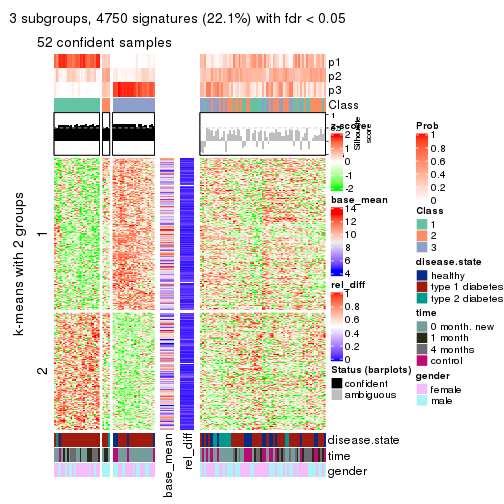 3 subgroups, 4750 signatures (22.1%) with fdr < 0.05
52 confident samples
p1
p2
p3
Class
1
Silhouette
score
z-score
2
1
0
-1
-2
base_mean
14
12
10
8
6
4
rel_diff
1
0.8
0.6
0.4
0.2
0
Status (barplots)
confident
ambiguous
Prob
1
0.8
0.6
0.4
0.2
0
Class
1
2
3
disease.state
healthy
type 1 diabetes
type 2 diabetes
time
0 month. new
1 month
4 months
control
gender
female
male
k-means with 2 groups
1
2
base_mean
rel_diff
disease.state
time
gender